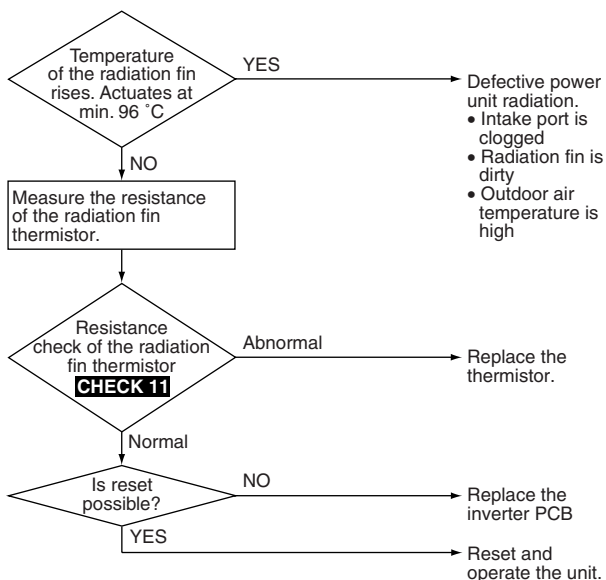 Temperature
of the radiation fin
rises. Actuates at
min. 96 ˚C
YES
Defective power
unit radiation.
• Intake port is
clogged
• Radiation fin is
dirty
• Outdoor air
temperature is
high
NO
Measure the resistance
of the radiation fin
thermistor.
Resistance
check of the radiation
fin thermistor
CHECK 11
Abnormal
Replace the
thermistor.
Normal
Is reset
possible?
NO
Replace the
inverter PCB
YES
Reset and
operate the unit.